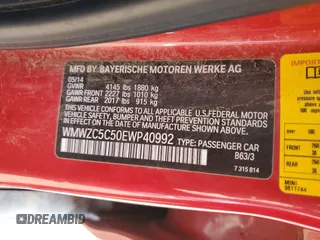 MFD BY BAYERISCHE MOTOREN WERKE AG
05/14
GVWR 4145 lbs 1880 kg
GAWR FRONT 2227 lbs 1010 kg
GAWR REAR 2017 lbs 915 kg
THIS VEHICLE CONFORMS TO ALL APPLICABLE U.S. FEDERAL MOTOR
VEHICLE SAFETY, BUMPER, AND THEFT PREVENTION STANDARDS
IN EFFECT ON THE DATE OF MANUFACTURE SHOWN ABOVE.
WMWZC5C50EWP40992 TYPE: PASSENGER CAR
B63/3
7 315 814
MINI
DREAMBID.COM